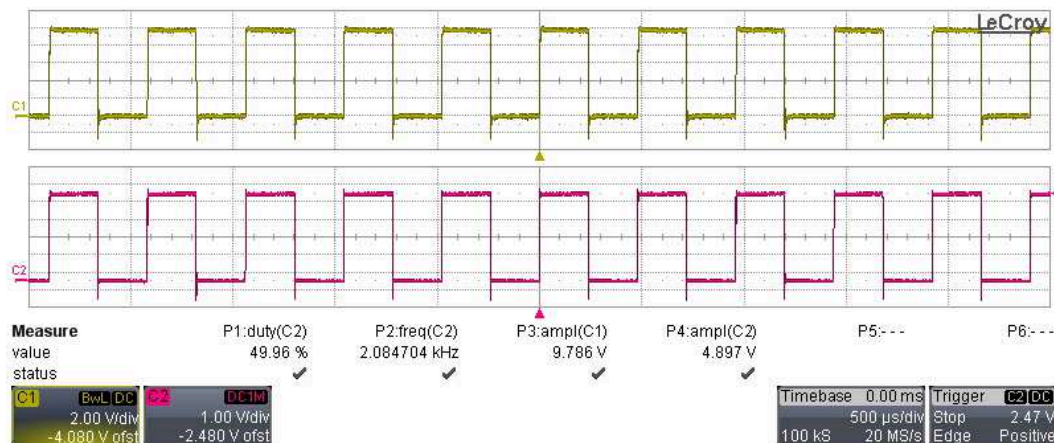 LeCroy
C1
C2
Measure P1:duty(C2) P2:freq(C2) P3:ampl(C1) P4:ampl(C2) P5:- - - P6:- - -
value 49.96 % 2.084704 kHz 9.786 V 4.897 V
status
C1 BwL DC
2.00 V/div
-4.080 V ofst
C2 DC1M
1.00 V/div
-2.480 V ofst
Timebase 0.00 ms
500 µs/div
100 kS 20 MS/s
Trigger C2 DC
Stop 2.47 V
Edge Positive